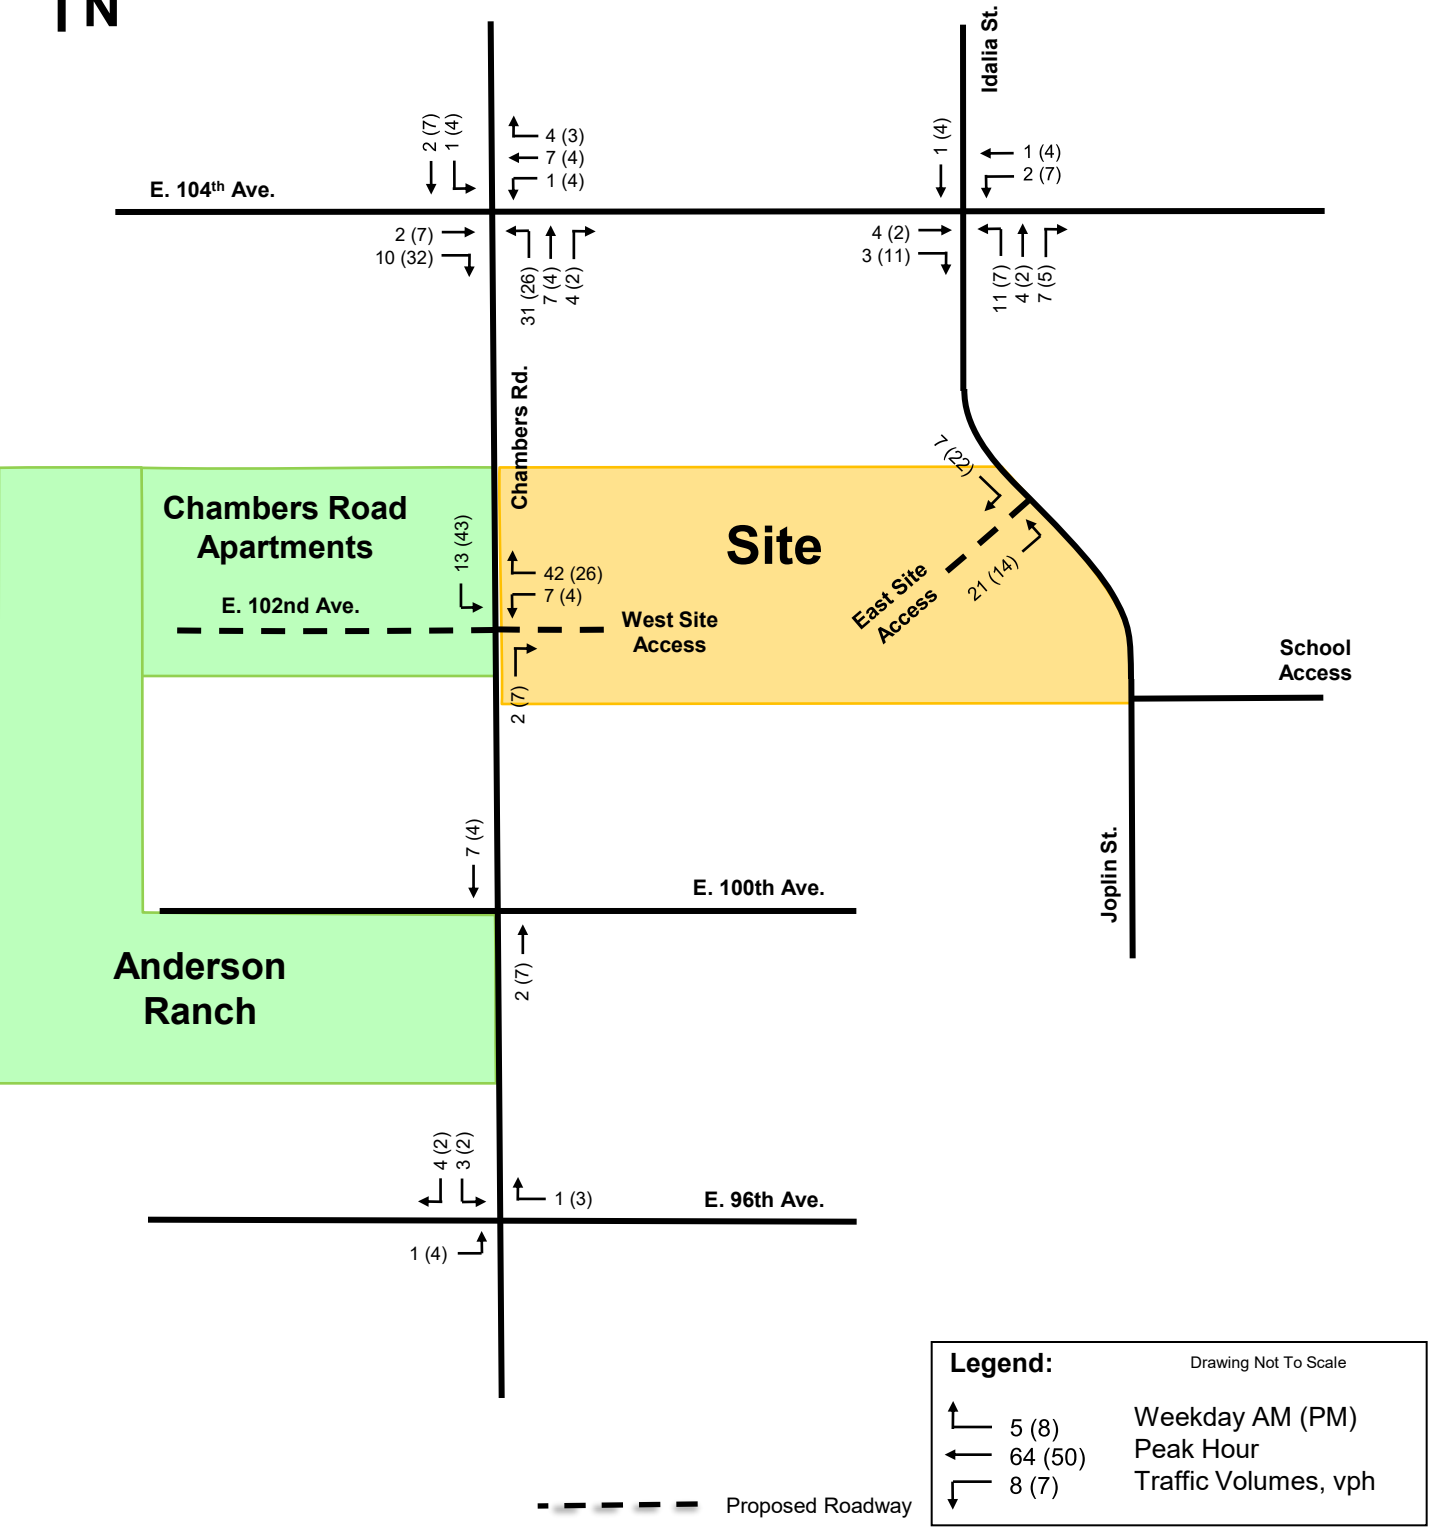 N
Idalia St.
2 (7)
1 (4)
4 (3)
7 (4)
1 (4)
1 (4)
1 (4)
2 (7)
E. 104th Ave.
2 (7)
10 (32)
31 (26)
7 (4)
4 (2)
4 (2)
3 (11)
11 (7)
4 (2)
7 (5)
Chambers Rd.
7 (22)
Chambers Road
Apartments
13 (43)
Site
42 (26)
7 (4)
E. 102nd Ave.
West Site
Access
East Site
Access
21 (14)
2 (7)
School
Access
7 (4)
E. 100th Ave.
Joplin St.
2 (7)
Anderson
Ranch
4 (2)
3 (2)
1 (3)
E. 96th Ave.
1 (4)
Legend:
Drawing Not To Scale
5 (8)
64 (50)
8 (7)
Weekday AM (PM)
Peak Hour
Traffic Volumes, vph
Proposed Roadway